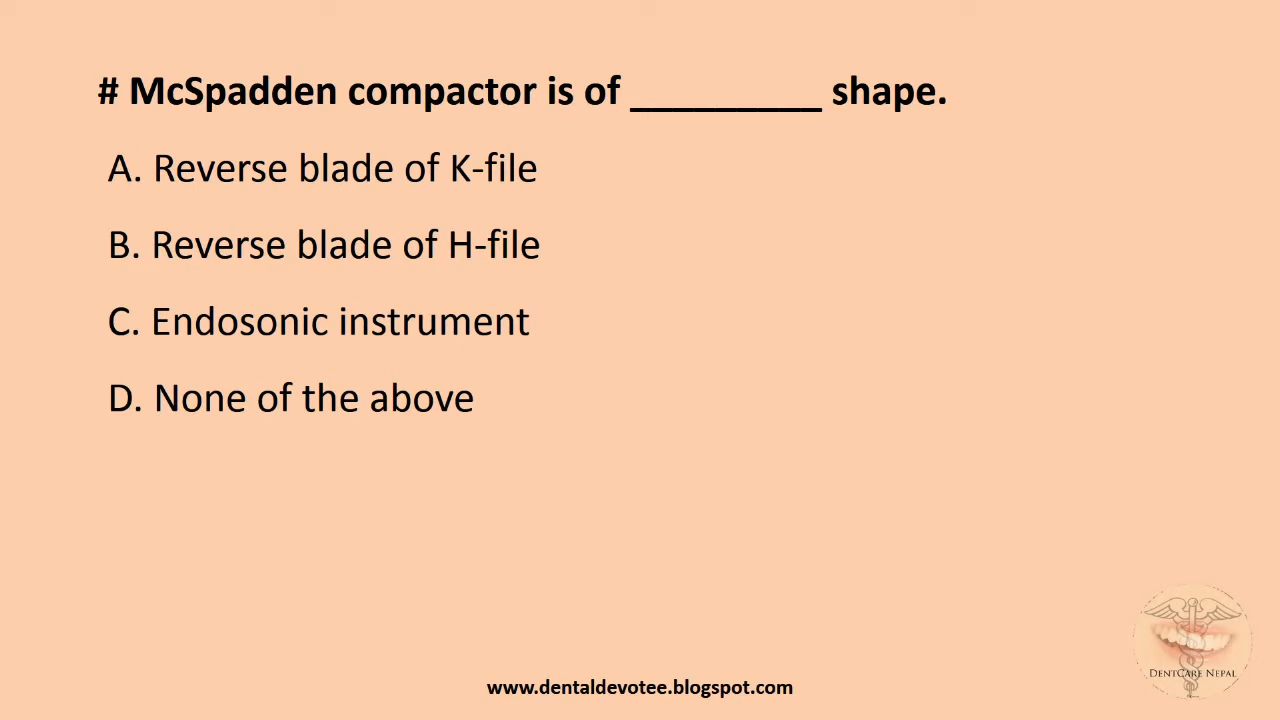 # McSpadden compactor is of _________ shape.
A. Reverse blade of K-file
B. Reverse blade of H-file
C. Endosonic instrument
D. None of the above
DentCare Nepal
www.dentaldevotee.blogspot.com